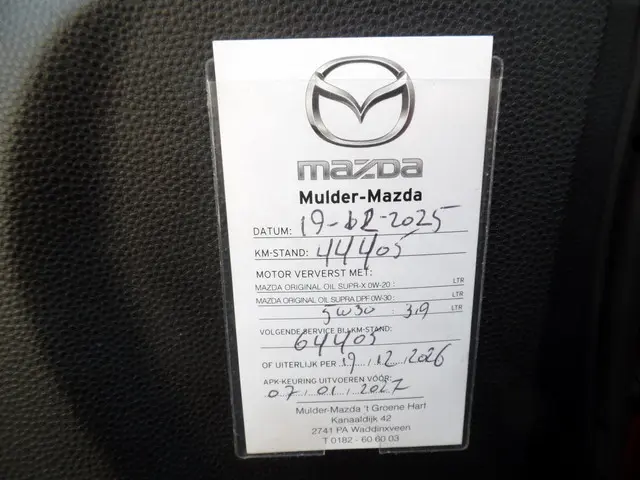 mazda
Mulder-Mazda
DATUM: 19-12-2025
KM-STAND: 44405
MOTOR VERVERST MET:
MAZDA ORIGINAL OIL SUPR-X 0W-20 : LTR
MAZDA ORIGINAL OIL SUPRA DPF 0W-30 : LTR
5W30 : 3,9 LTR
VOLGENDE SERVICE BIJ KM-STAND:
64405
OF UITERLIJK PER 19 / 12 / 2026
APK-KEURING UITVOEREN VÓÓR:
07 / 01 / 2027
Mulder-Mazda 't Groene Hart
Kanaaldijk 42
2741 PA Waddinxveen
T 0182 - 60 60 03